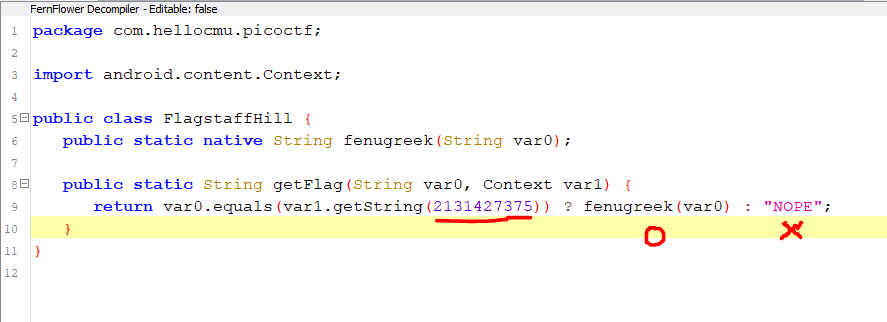 FernFlower Decompiler - Editable: false
1 package com.hellocmu.picoctf;
2
3 import android.content.Context;
4
5 public class FlagstaffHill {
6 public static native String fenugreek(String var0);
7
8 public static String getFlag(String var0, Context var1) {
9 return var0.equals(var1.getString(2131427375)) ? fenugreek(var0) : "NOPE";
10 }
11 }
12